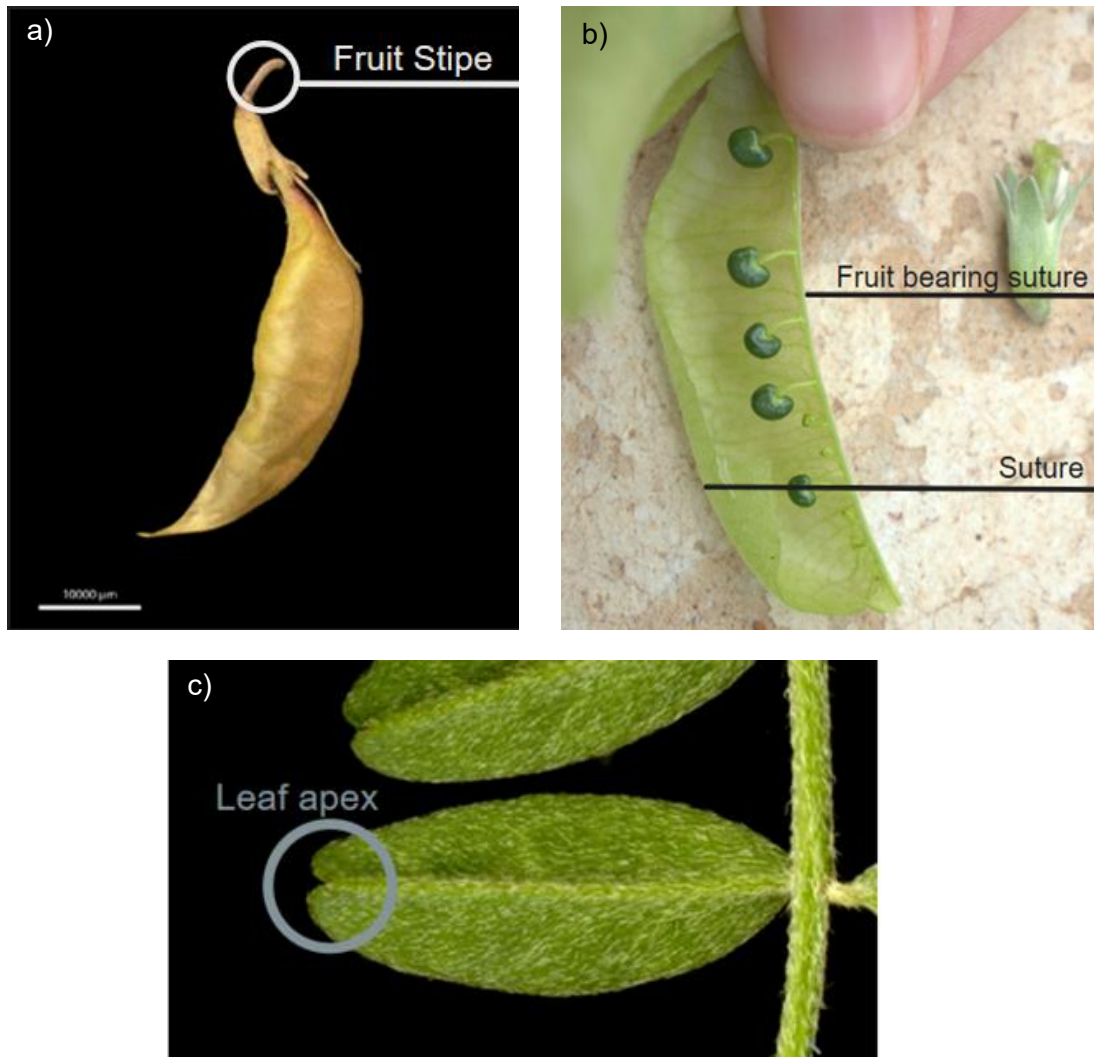 a)
Fruit Stipe
10000 µm
b)
Fruit bearing suture
Suture
c)
Leaf apex